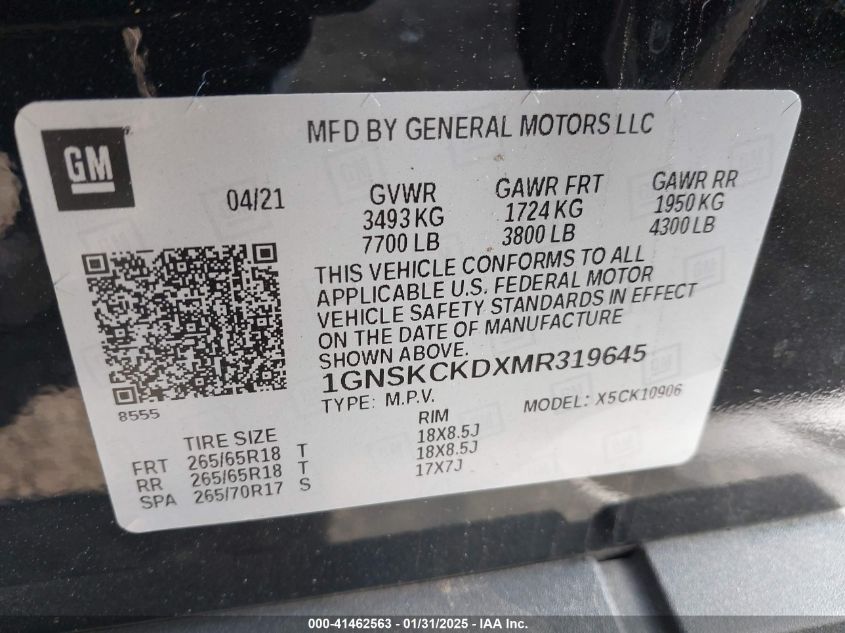 GM
MFD BY GENERAL MOTORS LLC
04/21
GVWR
3493 KG
7700 LB
GAWR FRT
1724 KG
3800 LB
GAWR RR
1950 KG
4300 LB
THIS VEHICLE CONFORMS TO ALL
APPLICABLE U.S. FEDERAL MOTOR
VEHICLE SAFETY STANDARDS IN EFFECT
ON THE DATE OF MANUFACTURE
SHOWN ABOVE.
1GNSKCKDXMR319645
TYPE: M.P.V. MODEL: X5CK10906
8555
TIRE SIZE RIM
FRT 265/65R18 T 18X8.5J
RR 265/65R18 T 18X8.5J
SPA 265/70R17 S 17X7J
000-41462563 - 01/31/2025 - IAAI.COM